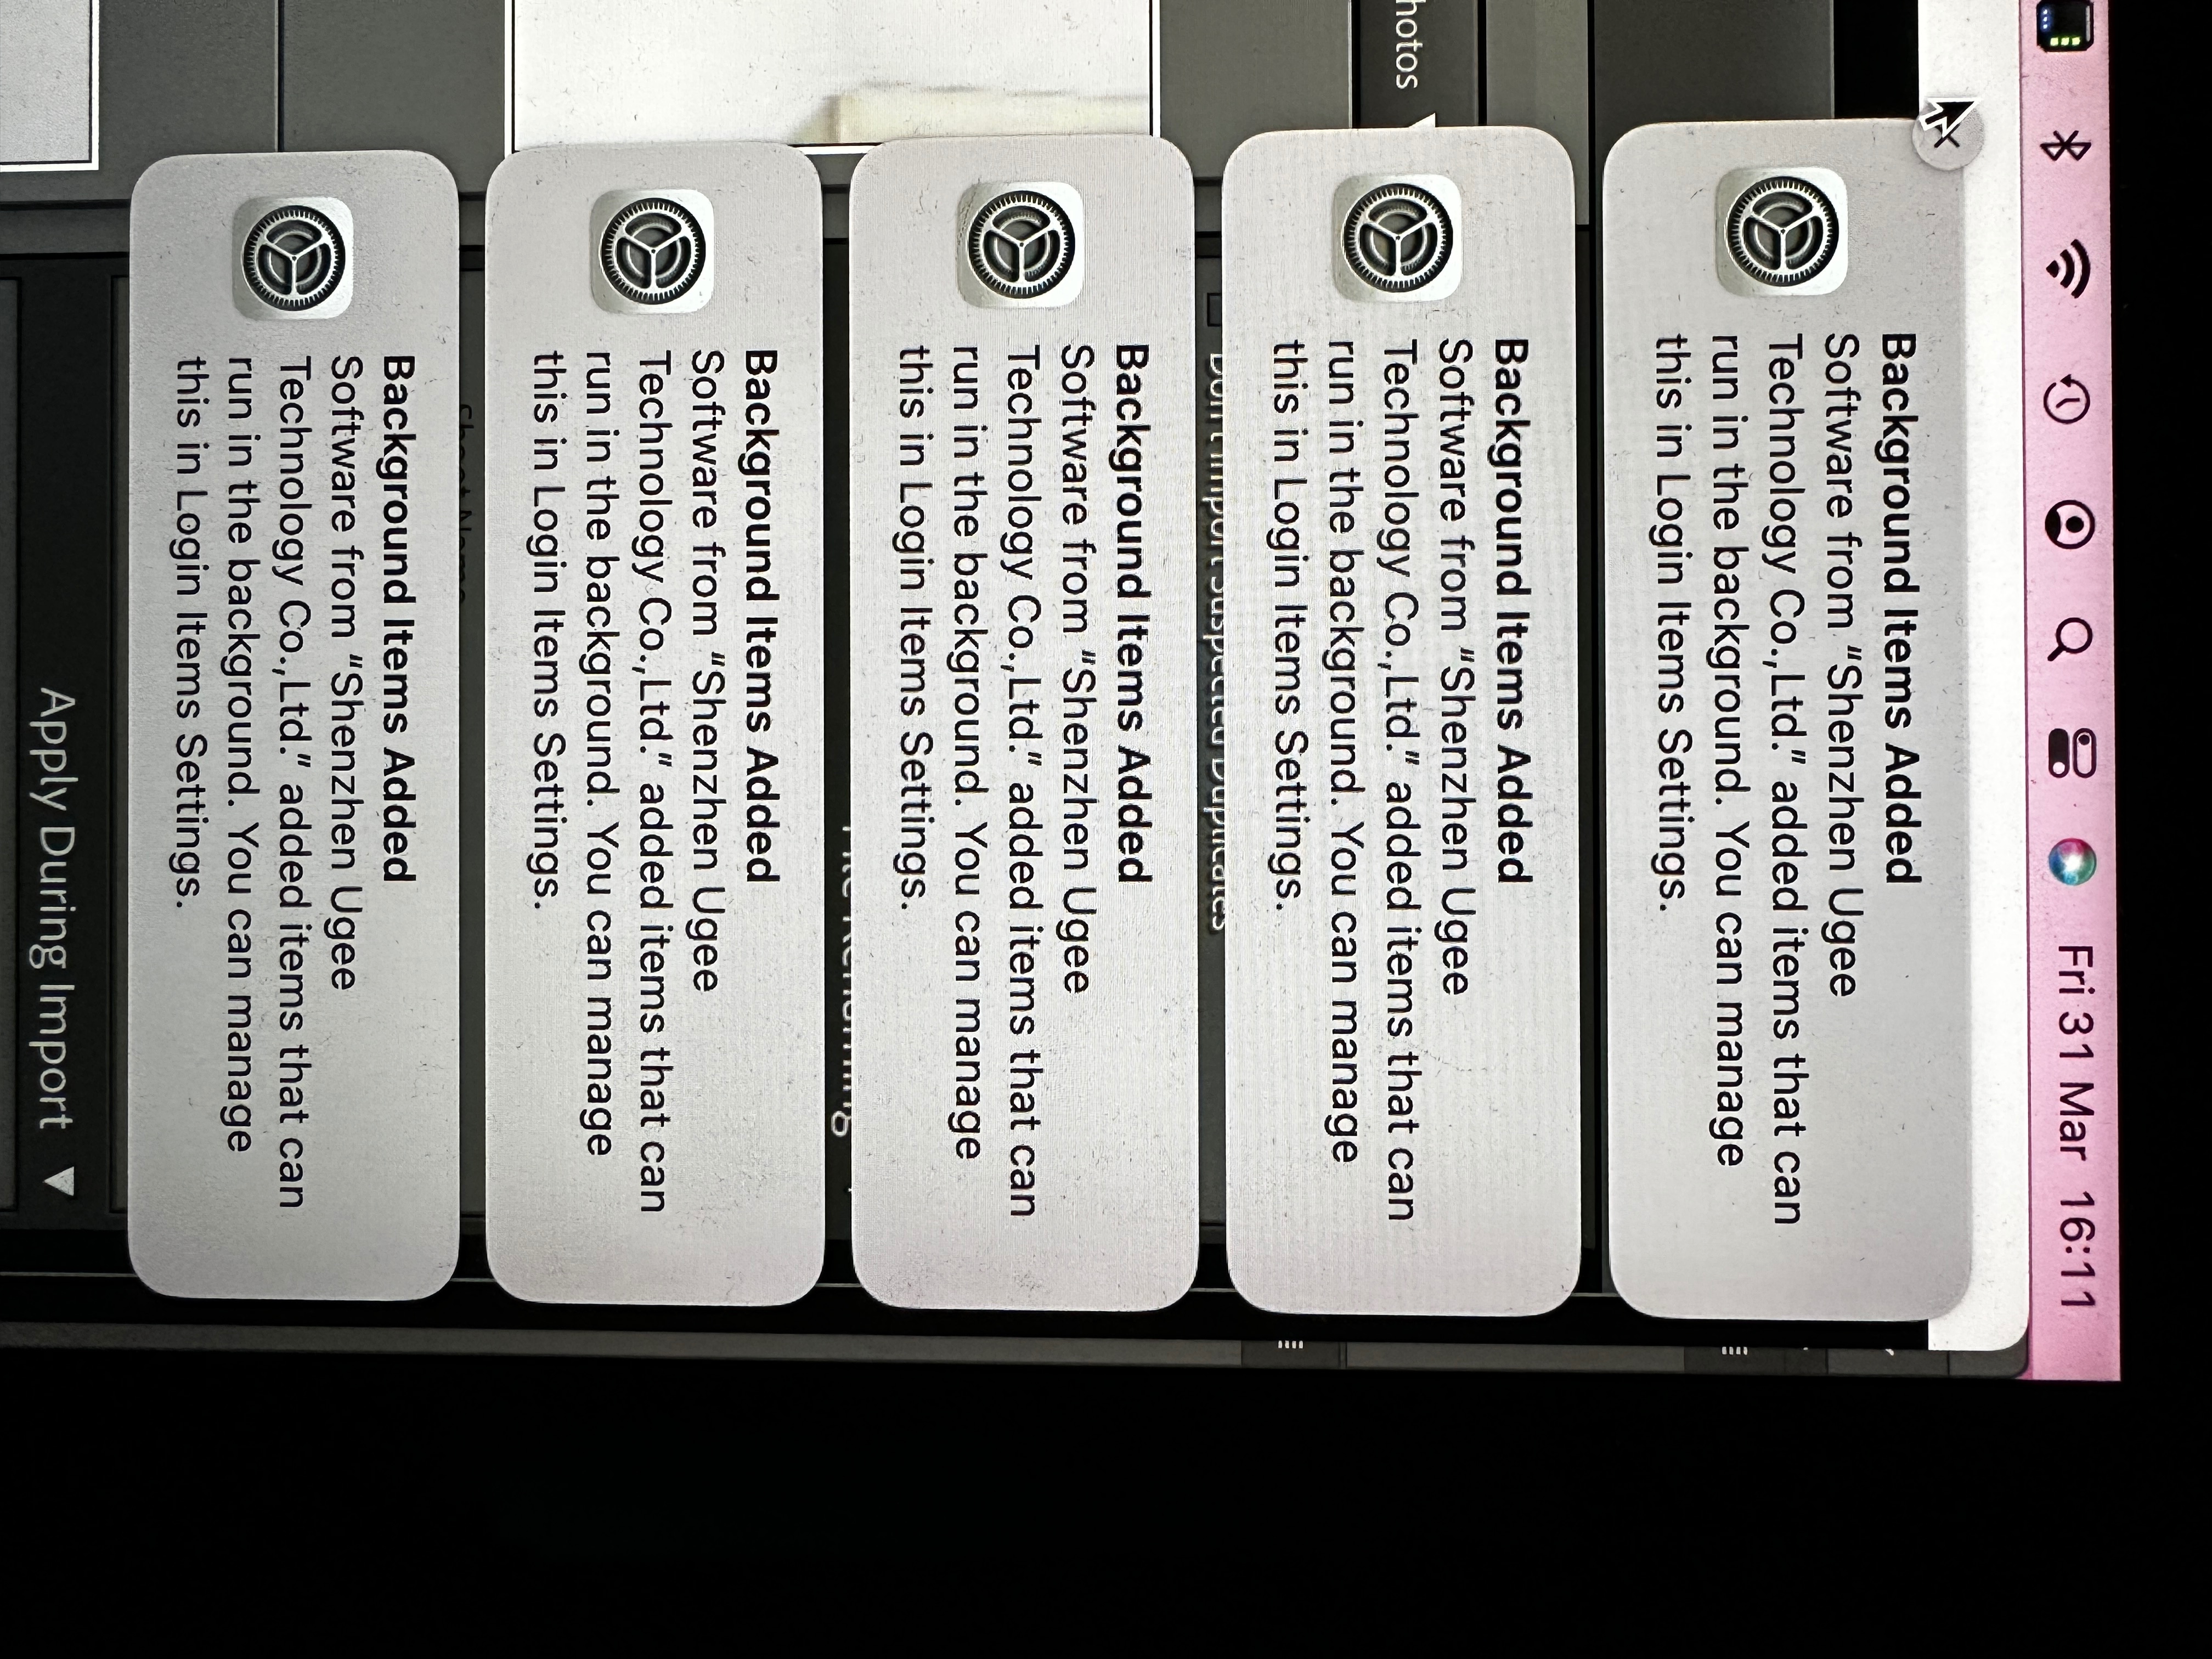 Fri 31 Mar 16:11
Background Items Added
Software from “Shenzhen Ugee
Technology Co.,Ltd.” added items that can
run in the background. You can manage
this in Login Items Settings.
hotos
Background Items Added
Software from “Shenzhen Ugee
Technology Co.,Ltd.” added items that can
run in the background. You can manage
this in Login Items Settings.
Don't Import Suspected Duplicates
Background Items Added
Software from “Shenzhen Ugee
Technology Co.,Ltd.” added items that can
run in the background. You can manage
this in Login Items Settings.
File Renaming
Background Items Added
Software from “Shenzhen Ugee
Technology Co.,Ltd.” added items that can
run in the background. You can manage
this in Login Items Settings.
Background Items Added
Software from “Shenzhen Ugee
Technology Co.,Ltd.” added items that can
run in the background. You can manage
this in Login Items Settings.
Apply During Import